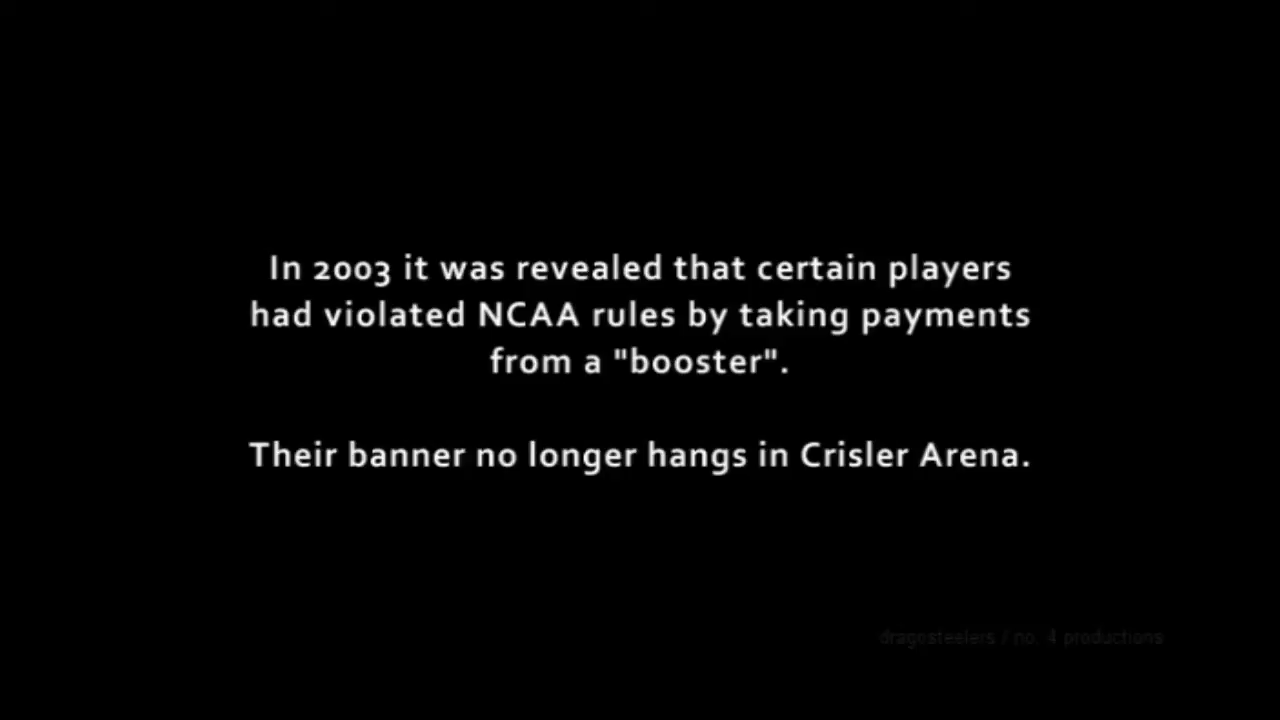 In 2003 it was revealed that certain players
had violated NCAA rules by taking payments
from a "booster".
Their banner no longer hangs in Crisler Arena.
dragosteelers / no. 4 productions